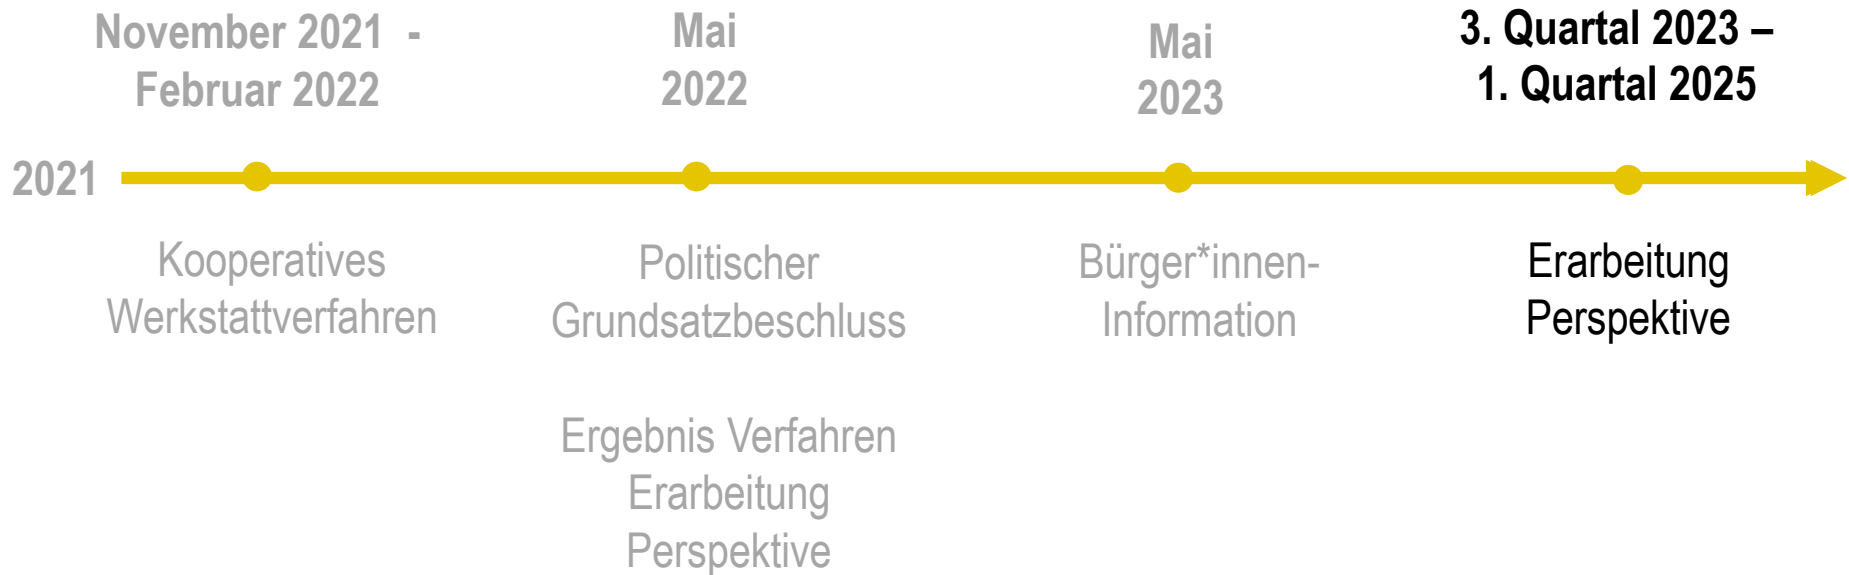 November 2021 -
Februar 2022
Mai
2022
Mai
2023
3. Quartal 2023 –
1. Quartal 2025
2021
Kooperatives
Werkstattverfahren
Politischer
Grundsatzbeschluss
Ergebnis Verfahren
Erarbeitung
Perspektive
Bürger*innen-
Information
Erarbeitung
Perspektive